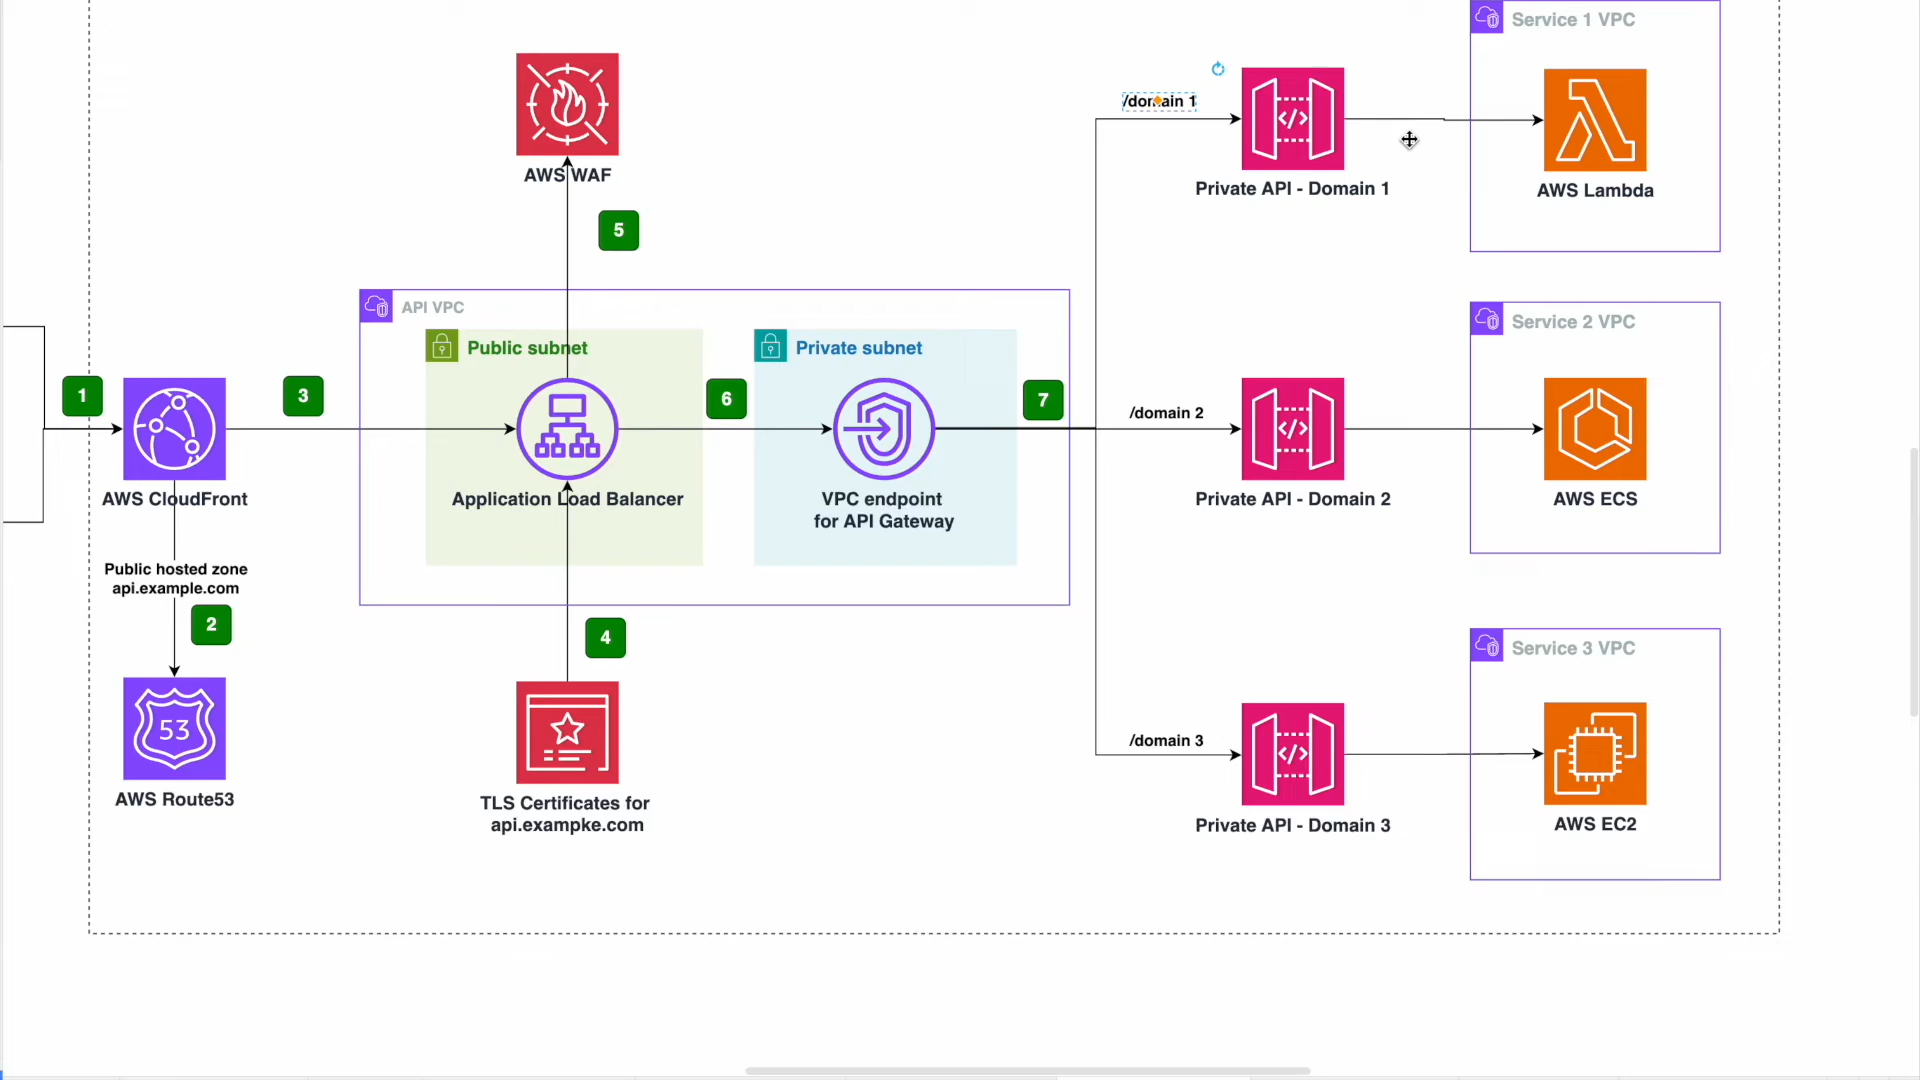 Service 1 VPC
/domain 1
AWS WAF
Private API - Domain 1
AWS Lambda
5
API VPC
Service 2 VPC
Public subnet
Private subnet
1
3
6
7
/domain 2
AWS CloudFront
Application Load Balancer
VPC endpoint
for API Gateway
Private API - Domain 2
AWS ECS
Public hosted zone
api.example.com
2
4
Service 3 VPC
53
/domain 3
AWS Route53
TLS Certificates for
api.exampke.com
Private API - Domain 3
AWS EC2